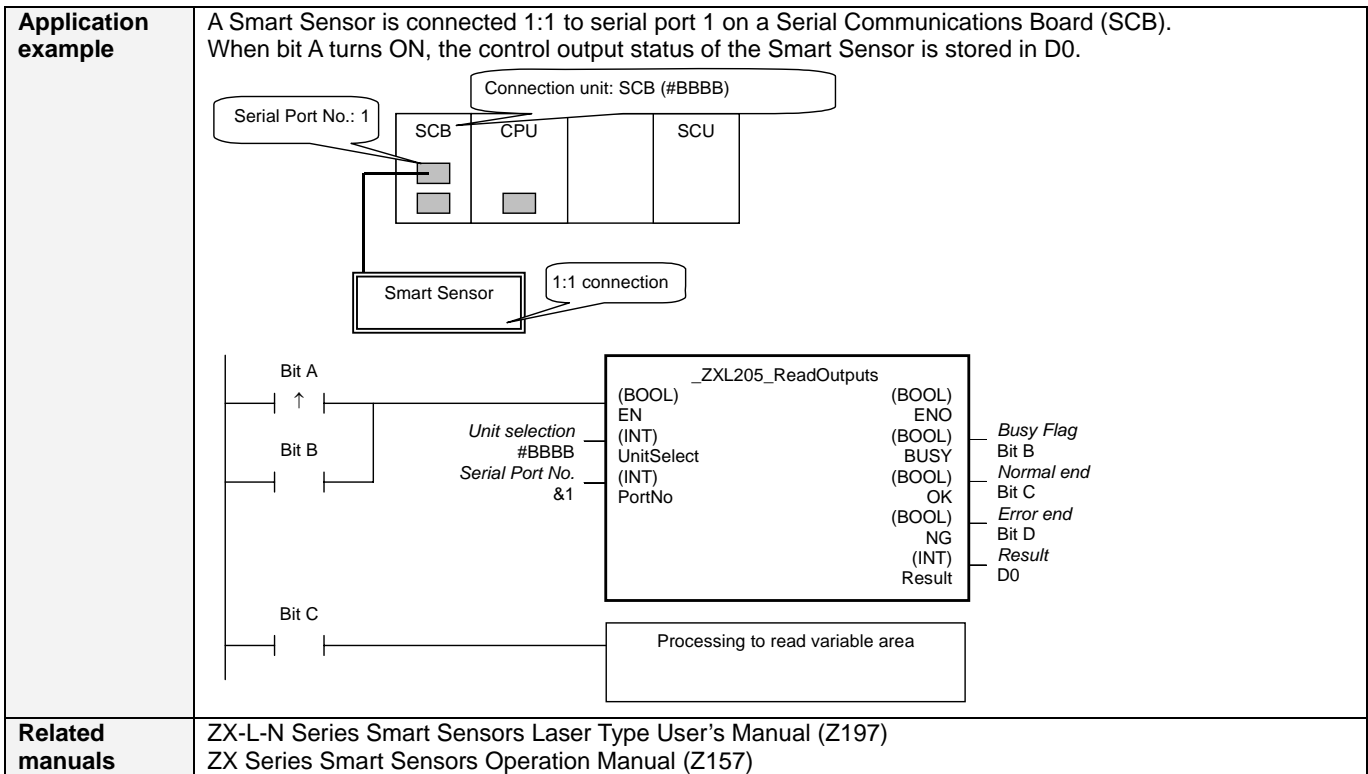 Application example
A Smart Sensor is connected 1:1 to serial port 1 on a Serial Communications Board (SCB).
When bit A turns ON, the control output status of the Smart Sensor is stored in D0.
Connection unit: SCB (#BBBB)
Serial Port No.: 1
SCB
CPU
SCU
Smart Sensor
1:1 connection
Bit A
↑
Bit B
Unit selection
#BBBB
Serial Port No.
&1
_ZXL205_ReadOutputs
(BOOL)
EN
(INT)
UnitSelect
(INT)
PortNo
(BOOL)
ENO
(BOOL)
BUSY
(BOOL)
OK
(BOOL)
NG
(INT)
Result
Busy Flag
Bit B
Normal end
Bit C
Error end
Bit D
Result
D0
Bit C
Processing to read variable area
Related manuals
ZX-L-N Series Smart Sensors Laser Type User's Manual (Z197)
ZX Series Smart Sensors Operation Manual (Z157)